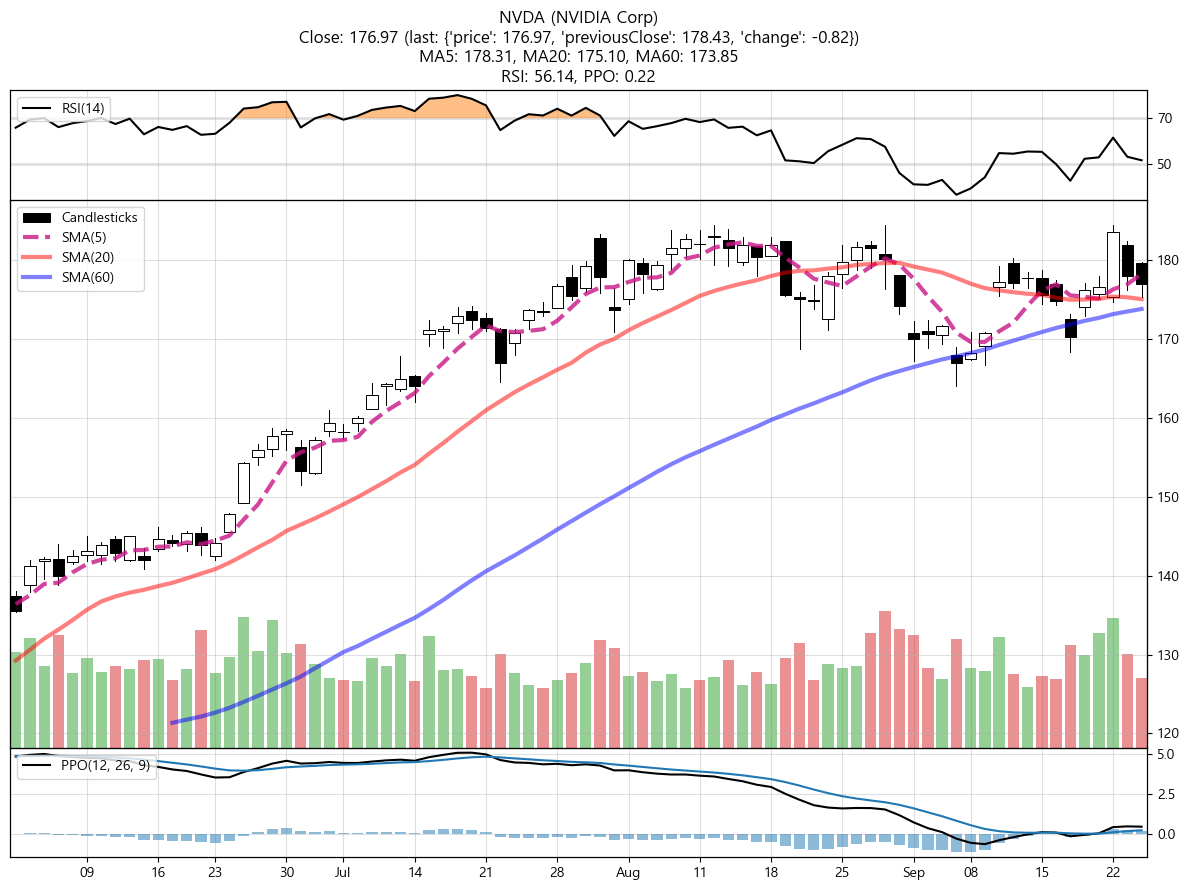 NVDA (NVIDIA Corp)
Close: 176.97 (last: {'price': 176.97, 'previousClose': 178.43, 'change': -0.82})
MA5: 178.31, MA20: 175.10, MA60: 173.85
RSI: 56.14, PPO: 0.22
RSI(14)
70
50
Candlesticks
SMA(5)
SMA(20)
SMA(60)
180
170
160
150
140
130
120
PPO(12, 26, 9)
5.0
2.5
0.0
09 16 23 30 Jul 14 21 28 Aug 11 18 25 Sep 08 15 22